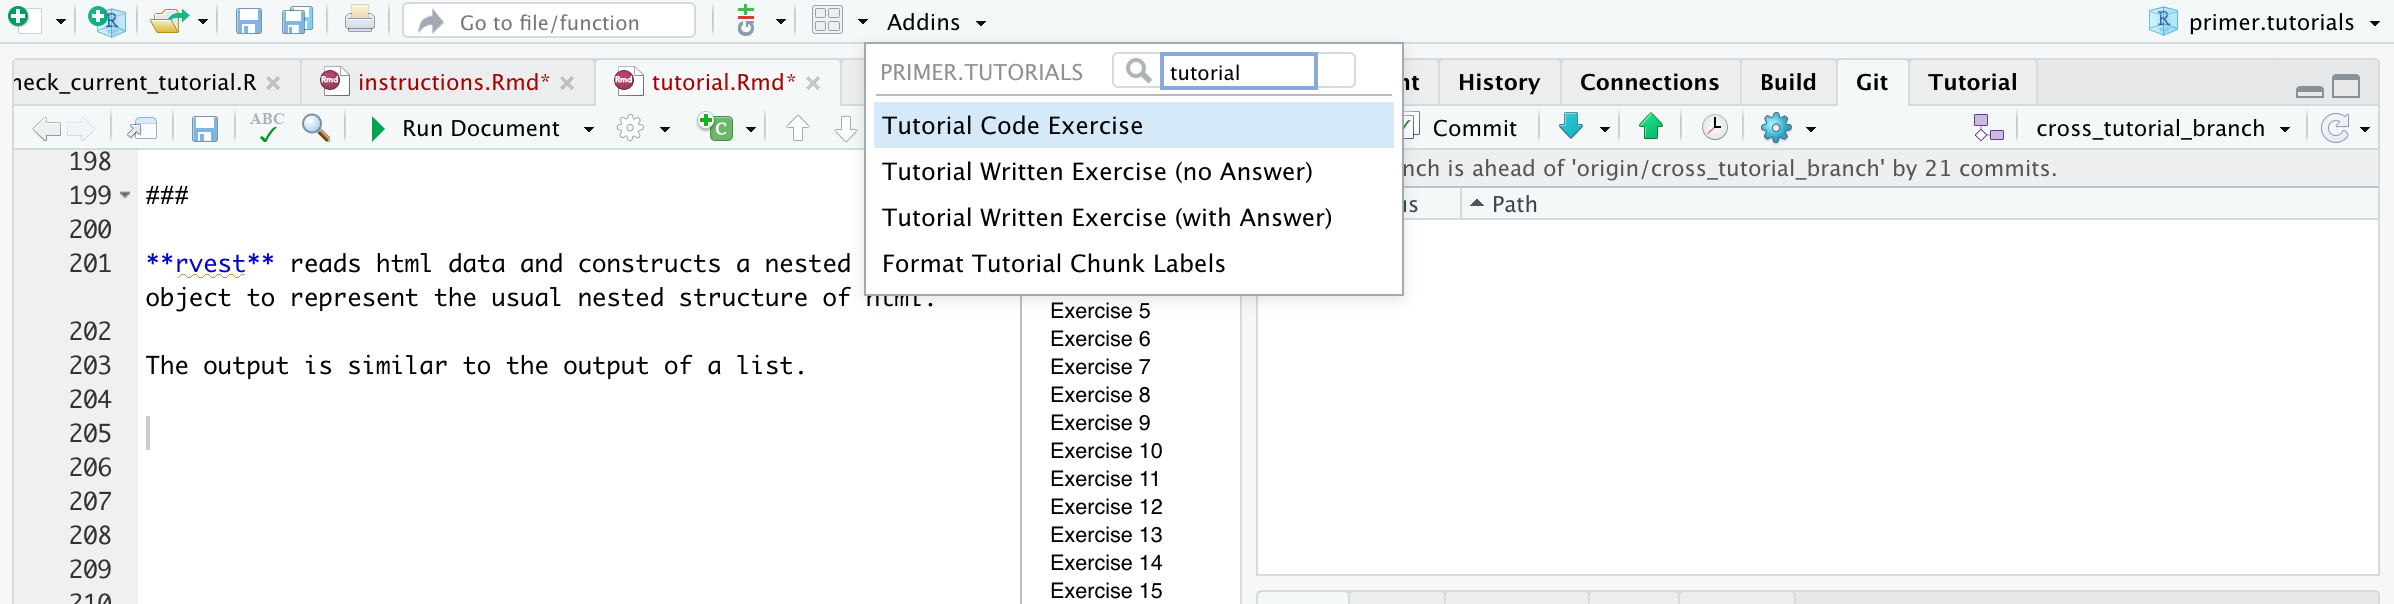 Go to file/function
Addins
primer.tutorials
heck_current_tutorial.R
instructions.Rmd*
tutorial.Rmd*
PRIMER.TUTORIALS
tutorial
Tutorial Code Exercise
Tutorial Written Exercise (no Answer)
Tutorial Written Exercise (with Answer)
Format Tutorial Chunk Labels
nt
History
Connections
Build
Git
Tutorial
ABC
Run Document
Commit
cross_tutorial_branch
nch is ahead of 'origin/cross_tutorial_branch' by 21 commits.
us
Path
198
199 ###
200
201 **rvest** reads html data and constructs a nested
object to represent the usual nested structure of html.
202
203 The output is similar to the output of a list.
204
205
206
207
208
209
210
Exercise 5
Exercise 6
Exercise 7
Exercise 8
Exercise 9
Exercise 10
Exercise 11
Exercise 12
Exercise 13
Exercise 14
Exercise 15